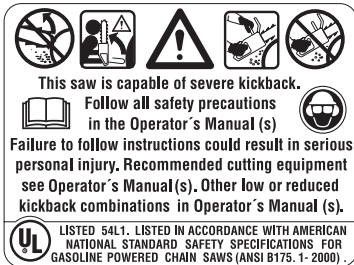 This saw is capable of severe kickback.
Follow all safety precautions
in the Operator´s Manual (s)
Failure to follow instructions could result in serious
personal injury. Recommended cutting equipment
see Operator´s Manual (s). Other low or reduced
kickback combinations in Operator´s Manual (s).
UL
LISTED 54L1. LISTED IN ACCORDANCE WITH AMERICAN
NATIONAL STANDARD SAFETY SPECIFICATIONS FOR
GASOLINE POWERED CHAIN SAWS (ANSI B175. 1- 2000) .